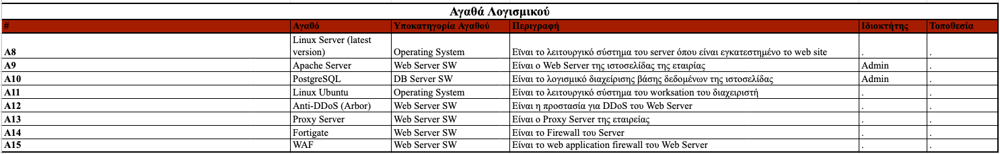 Αγαθά Λογισμικού
# Αγαθό Υποκατηγορία Αγαθού Περιγραφή Ιδιοκτήτης Τοποθεσία
Linux Server (latest
A8 version) Operating System Είναι το λειτουργικό σύστημα του server όπου είναι εγκατεστημένο το web site . .
A9 Apache Server Web Server SW Είναι ο Web Server της ιστοσελίδας της εταιρίας Admin .
A10 PostgreSQL DB Server SW Είναι το λογισμικό διαχείρισης βάσης δεδομένων της ιστοσελίδας Admin .
A11 Linux Ubuntu Operating System Είναι το λειτουργικό σύστημα του worksation του διαχειριστή . .
A12 Anti-DDoS (Arbor) Web Server SW Είναι η προστασία για DDoS του Web Server . .
A13 Proxy Server Web Server SW Είναι ο Proxy Server της εταιρείας . .
A14 Fortigate Web Server SW Είναι το Firewall του Server . .
A15 WAF Web Server SW Είναι το web application firewall του Web Server . .